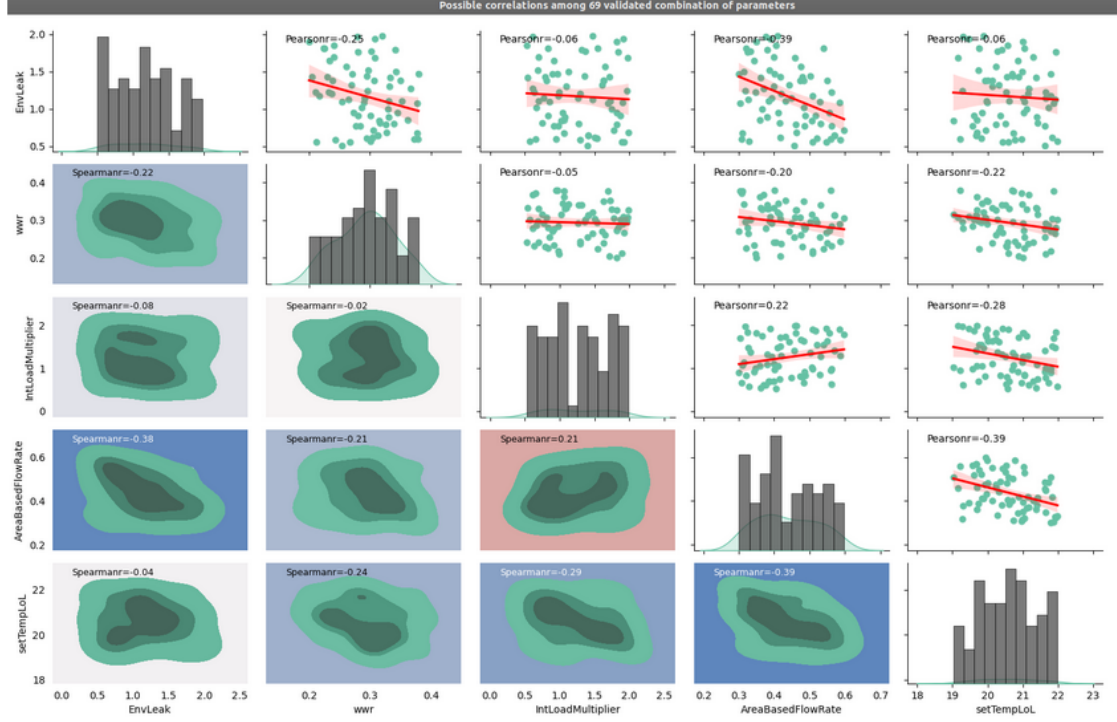 Possible correlations among 69 validated combination of parameters
2.0
1.5
1.0
0.5
EnvLeak
Pearsonr=-0.25
Pearsonr=-0.06
Pearsonr=-0.39
Pearsonr=-0.06
0.4
0.3
0.2
wwr
Spearmanr=-0.22
Pearsonr=-0.05
Pearsonr=-0.20
Pearsonr=-0.22
2
1
0
IntLoadMultiplier
Spearmanr=-0.08
Spearmanr=-0.02
Pearsonr=0.22
Pearsonr=-0.28
0.6
0.4
0.2
AreaBasedFlowRate
Spearmanr=-0.38
Spearmanr=-0.21
Spearmanr=0.21
Pearsonr=-0.39
22
20
18
setTempLoL
Spearmanr=-0.04
Spearmanr=-0.24
Spearmanr=-0.29
Spearmanr=-0.39
0.0 0.5 1.0 1.5 2.0 2.5
0.2 0.3 0.4
0.0 0.5 1.0 1.5 2.0 2.5
0.2 0.3 0.4 0.5 0.6 0.7
18 19 20 21 22 23
EnvLeak
wwr
IntLoadMultiplier
AreaBasedFlowRate
setTempLoL